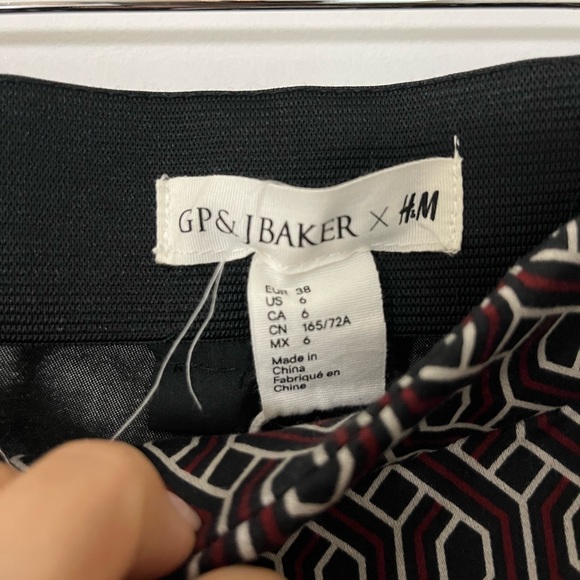 GP & J BAKER × H&M
EUR 38
US 6
CA 6
CN 165/72A
MX 6
Made in
China
Fabriqué en
Chine